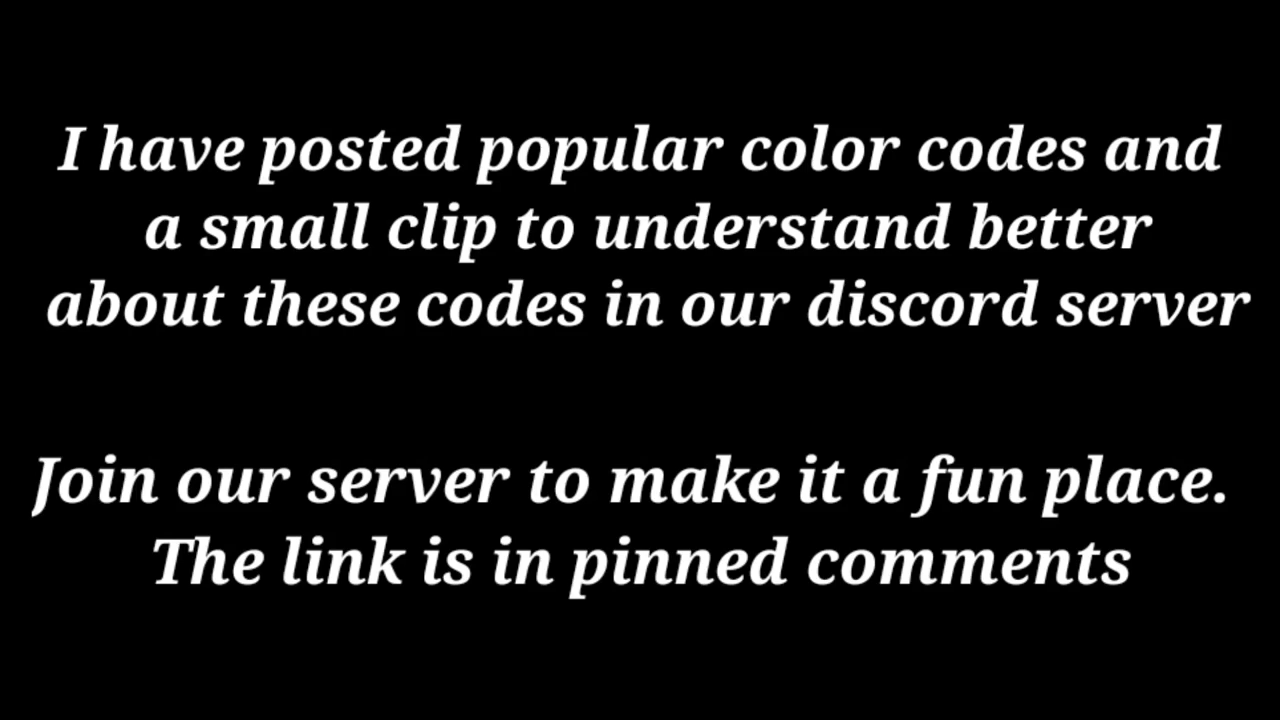 I have posted popular color codes and
a small clip to understand better
about these codes in our discord server
Join our server to make it a fun place.
The link is in pinned comments